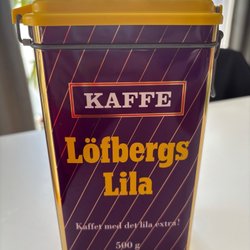 KAFFE
Löfbergs
Lila
Kaffet med det lila extra!
500 g